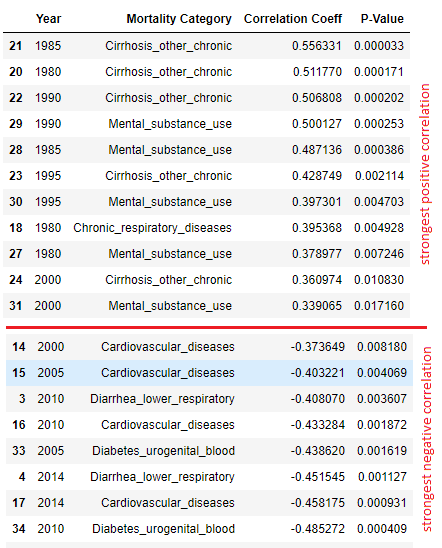 Year Mortality Category Correlation Coeff P-Value
21 1985 Cirrhosis_other_chronic 0.556331 0.000033
20 1980 Cirrhosis_other_chronic 0.511770 0.000171
22 1990 Cirrhosis_other_chronic 0.506808 0.000202
29 1990 Mental_substance_use 0.500127 0.000253
28 1985 Mental_substance_use 0.487136 0.000386
23 1995 Cirrhosis_other_chronic 0.428749 0.002114
30 1995 Mental_substance_use 0.397301 0.004703
18 1980 Chronic_respiratory_diseases 0.395368 0.004928
27 1980 Mental_substance_use 0.378977 0.007246
24 2000 Cirrhosis_other_chronic 0.360974 0.010830
31 2000 Mental_substance_use 0.339065 0.017160
strongest positive correlation
14 2000 Cardiovascular_diseases -0.373649 0.008180
15 2005 Cardiovascular_diseases -0.403221 0.004069
3 2010 Diarrhea_lower_respiratory -0.408070 0.003607
16 2010 Cardiovascular_diseases -0.433284 0.001872
33 2005 Diabetes_urogenital_blood -0.438620 0.001619
4 2014 Diarrhea_lower_respiratory -0.451545 0.001127
17 2014 Cardiovascular_diseases -0.458175 0.000931
34 2010 Diabetes_urogenital_blood -0.485272 0.000409
strongest negative correlation